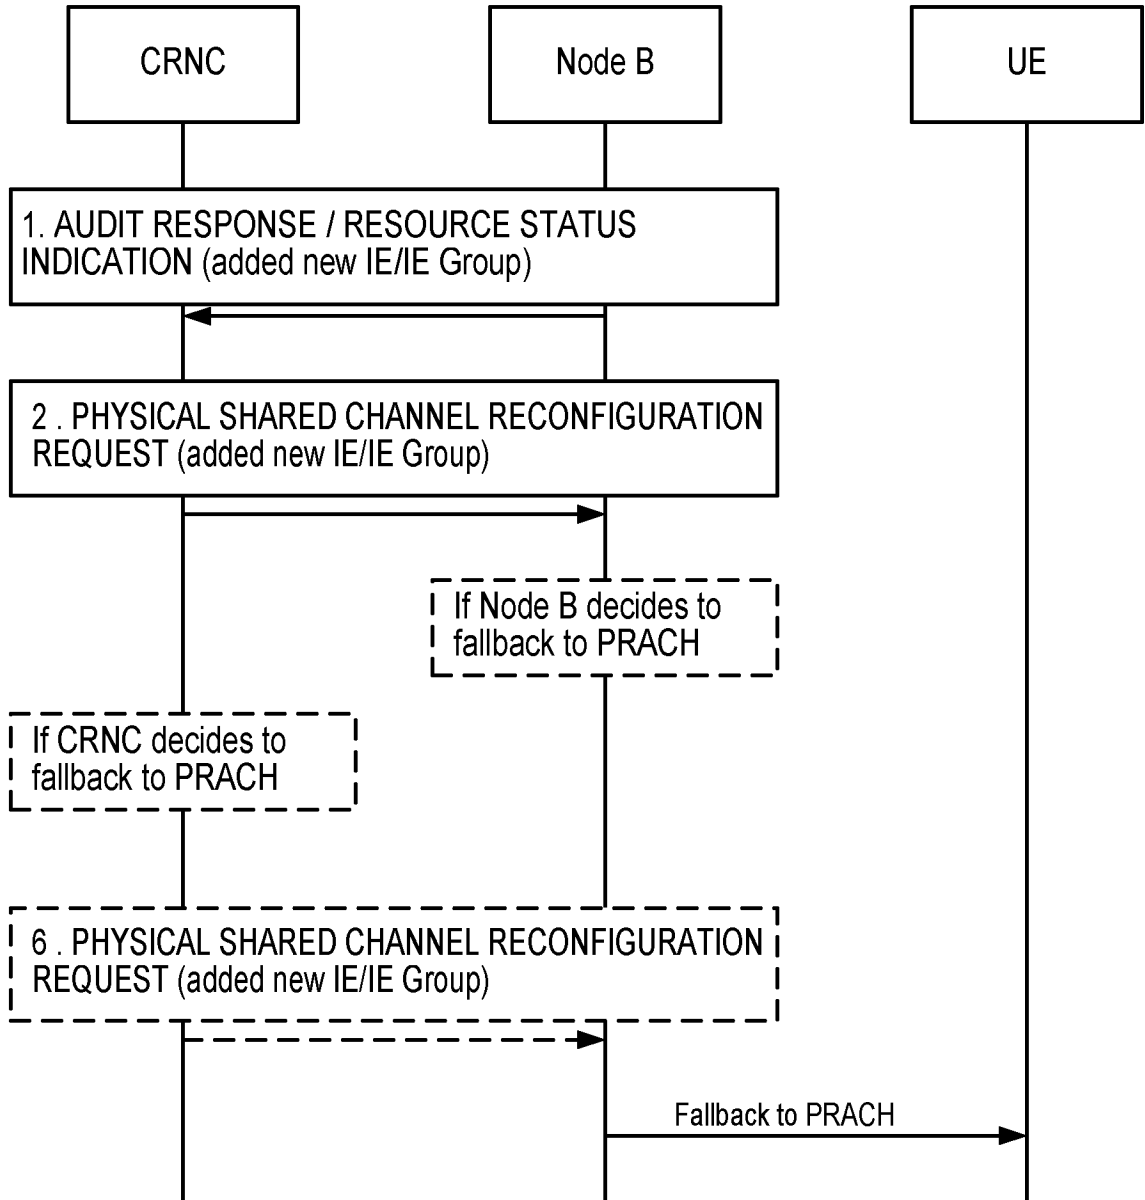 CRNC
Node B
UE
1. AUDIT RESPONSE / RESOURCE STATUS
INDICATION (added new IE/IE Group)
2 . PHYSICAL SHARED CHANNEL RECONFIGURATION
REQUEST (added new IE/IE Group)
If Node B decides to
fallback to PRACH
If CRNC decides to
fallback to PRACH
6 . PHYSICAL SHARED CHANNEL RECONFIGURATION
REQUEST (added new IE/IE Group)
Fallback to PRACH